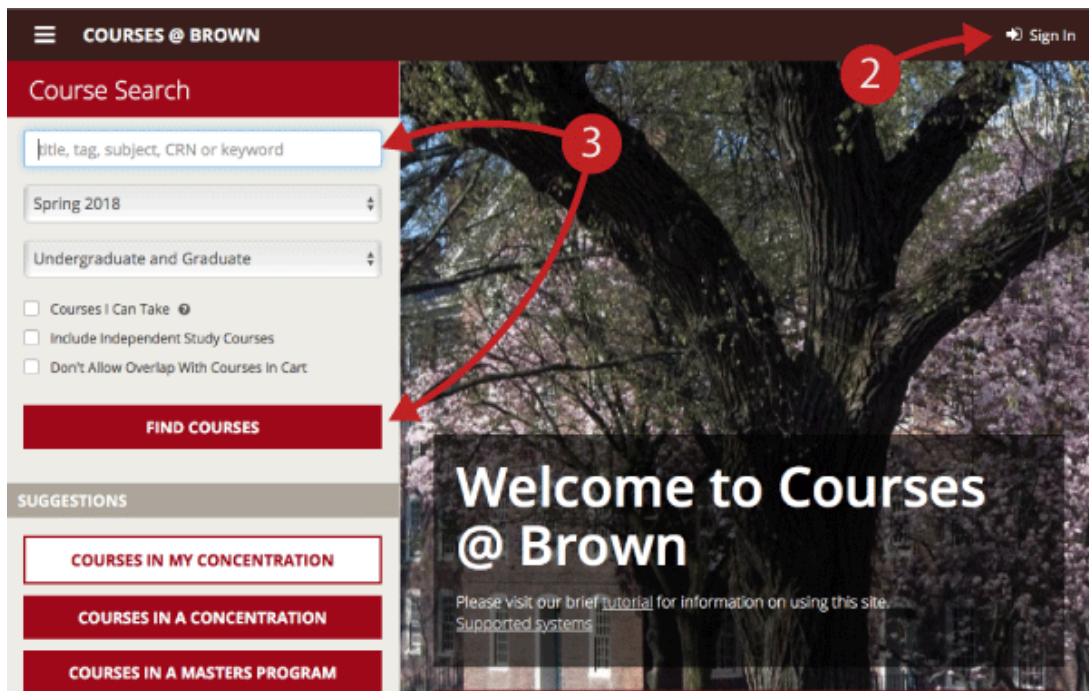 COURSES @ BROWN
Sign In
2
Course Search
3
title, tag, subject, CRN or keyword
Spring 2018
Undergraduate and Graduate
Courses I Can Take
Include Independent Study Courses
Don't Allow Overlap With Courses In Cart
FIND COURSES
SUGGESTIONS
COURSES IN MY CONCENTRATION
COURSES IN A CONCENTRATION
COURSES IN A MASTERS PROGRAM
Welcome to Courses
@ Brown
Please visit our brief tutorial for information on using this site.
Supported systems